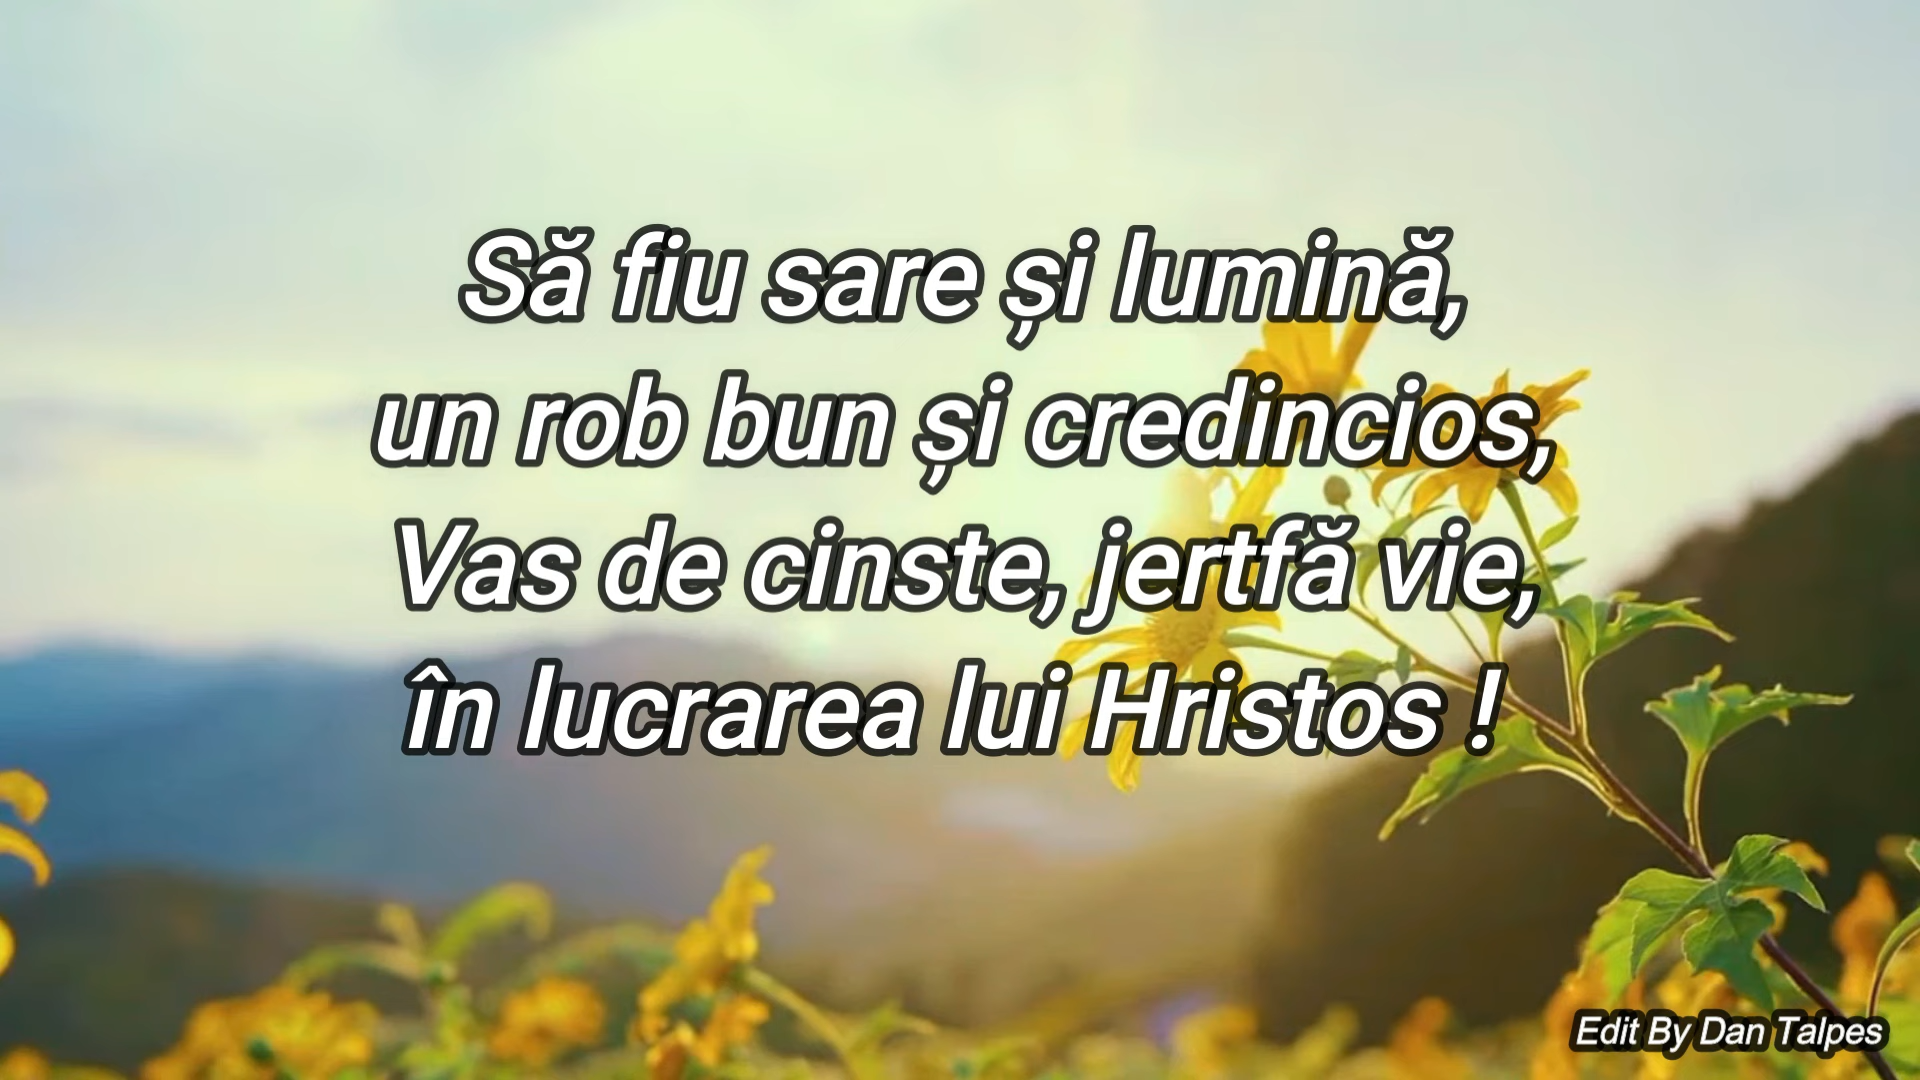 Să fiu sare și lumină,
un rob bun și credincios,
Vas de cinste, jertfă vie,
în lucrarea lui Hristos !
Edit By Dan Talpes